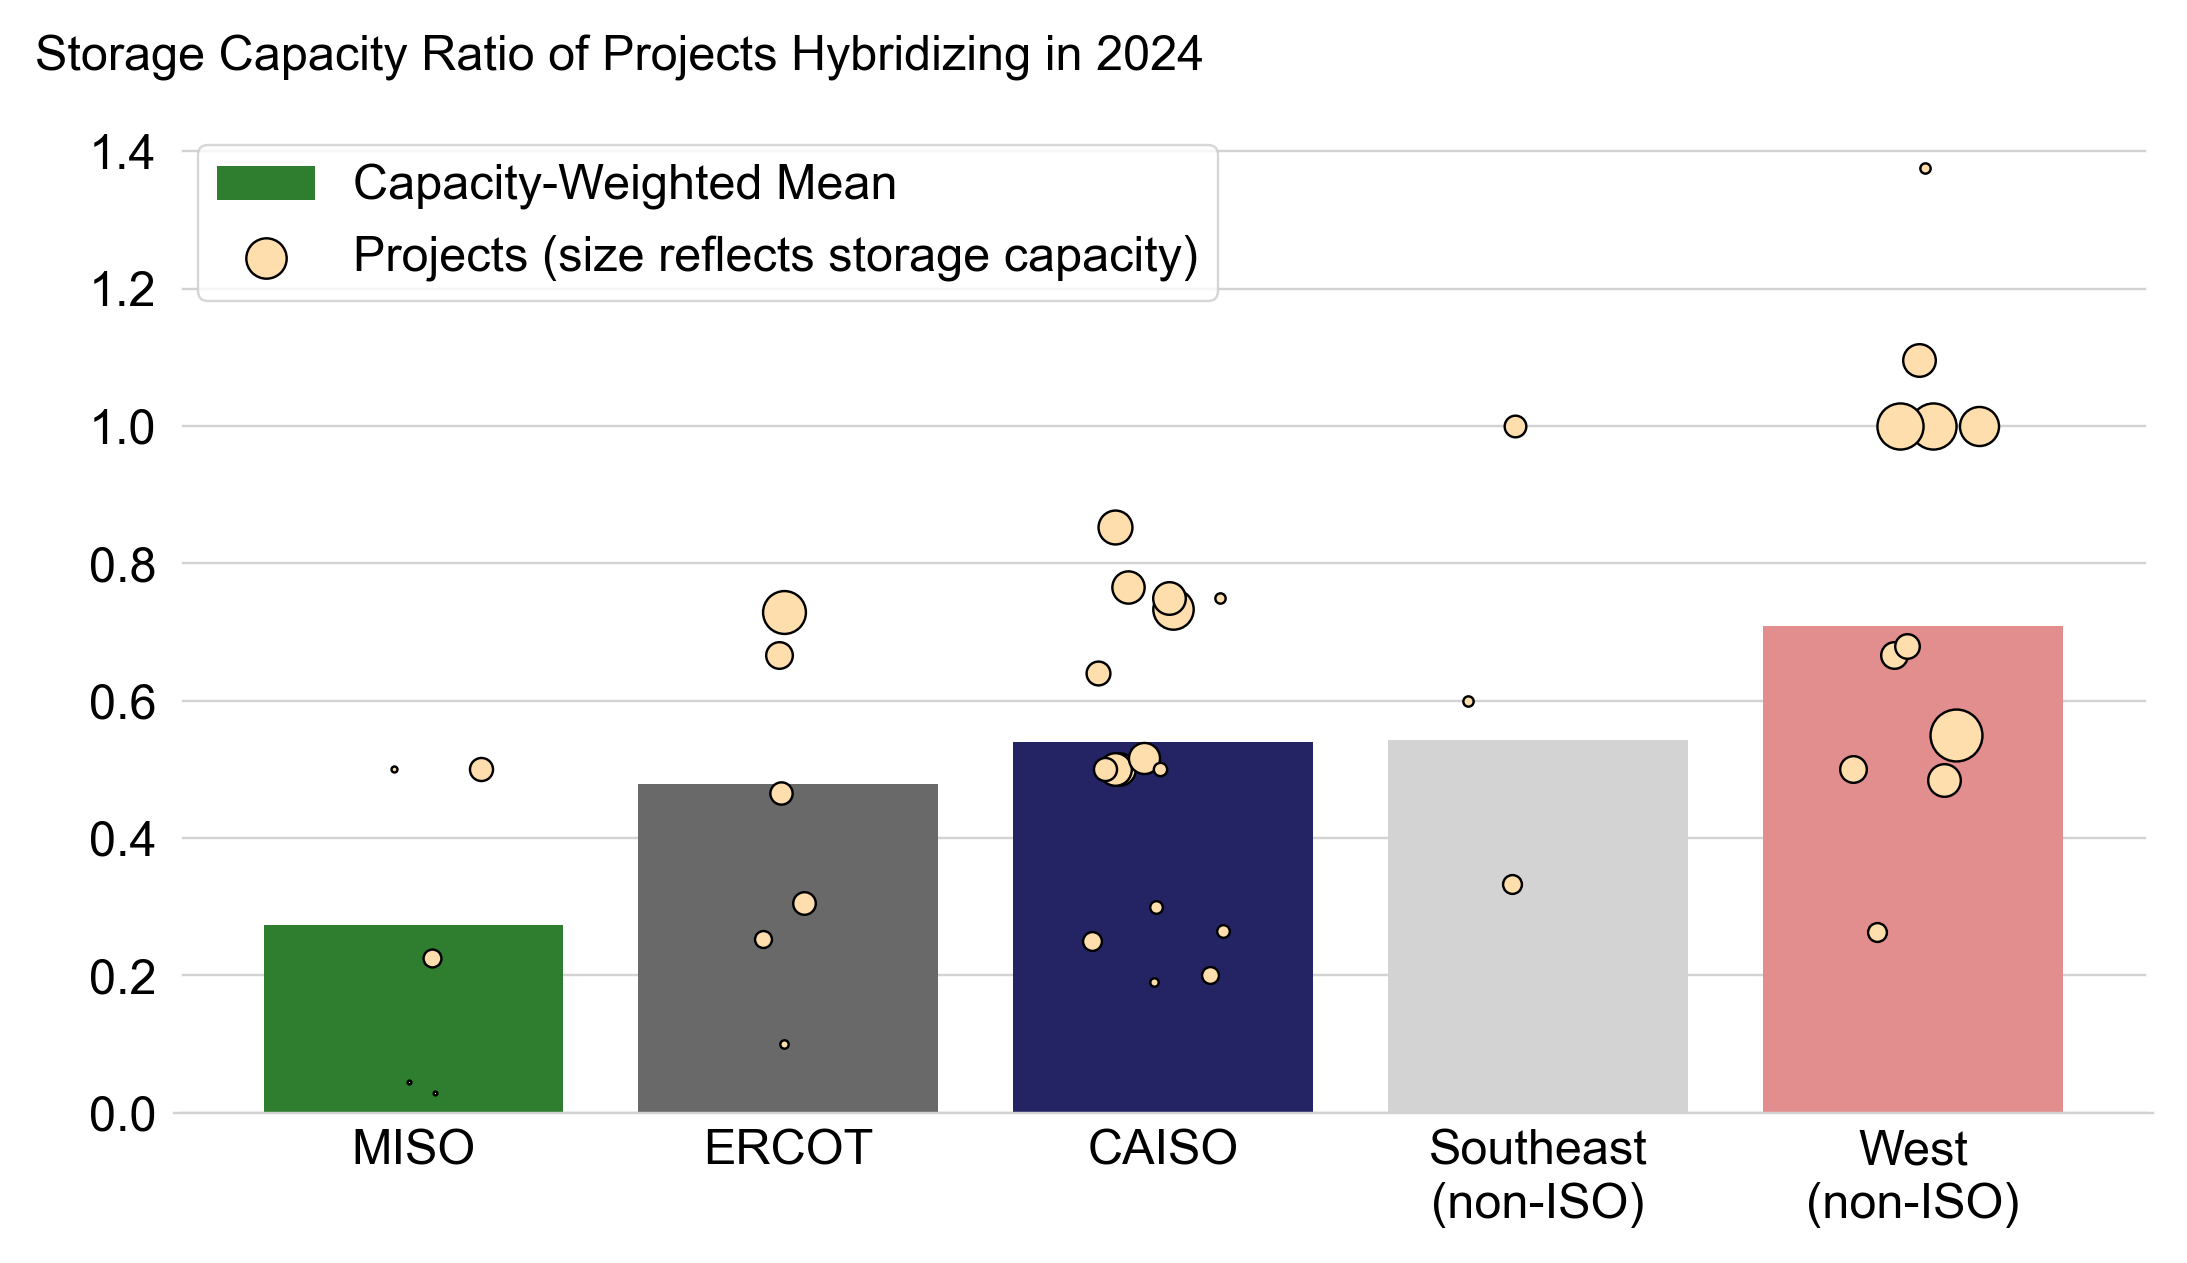 Storage Capacity Ratio of Projects Hybridizing in 2024
1.4
Capacity-Weighted Mean
Projects (size reflects storage capacity)
1.2
1.0
0.8
0.6
0.4
0.2
0.0
MISO
ERCOT
CAISO
Southeast
(non-ISO)
West
(non-ISO)